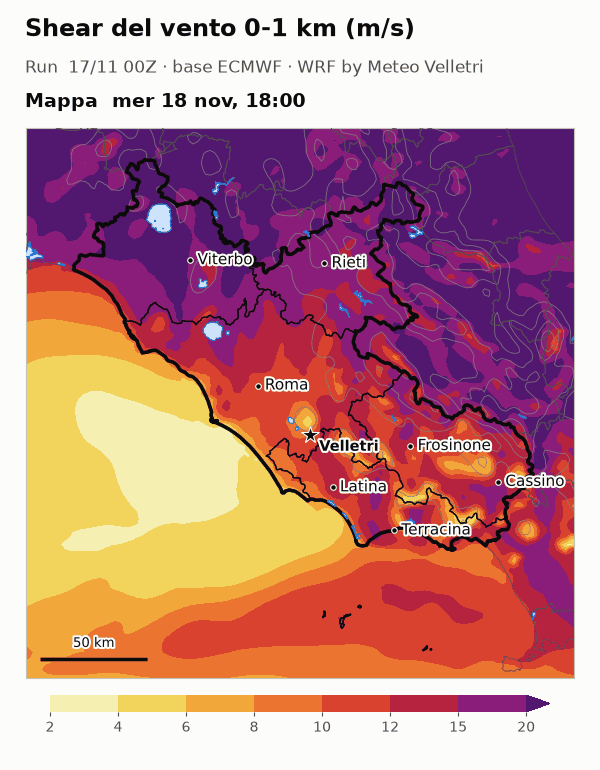 Shear del vento 0-1 km (m/s)
Run  17/11 00Z · base ECMWF · WRF by Meteo Velletri
Mappa  mer 18 nov, 18:00
Viterbo
Rieti
Roma
Velletri
Frosinone
Latina
Cassino
Terracina
50 km
2 4 6 8 10 12 15 20